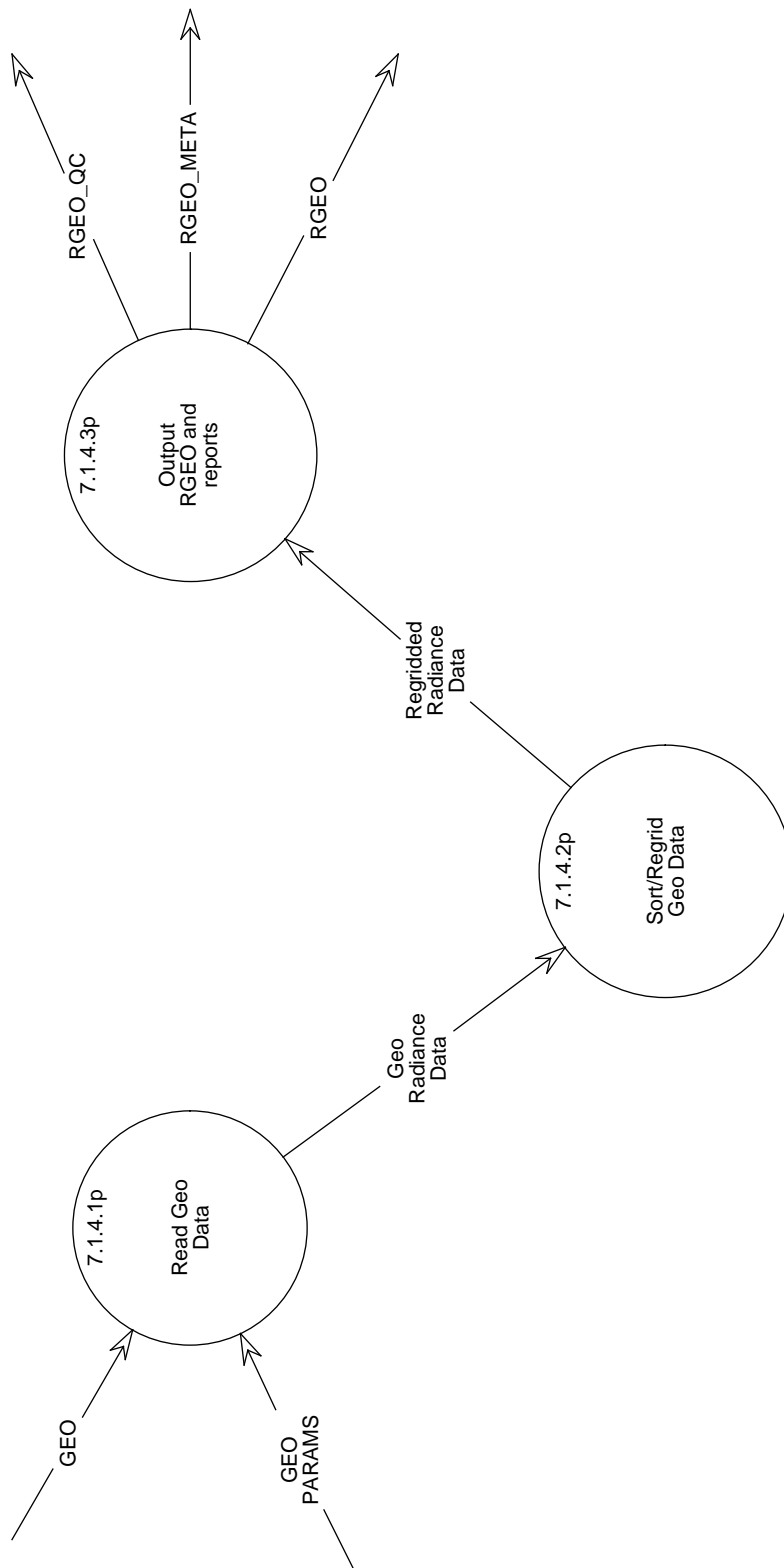 GEO
GEO
PARAMS
7.1.4.1p
Read Geo
Data
Geo
Radiance
Data
7.1.4.2p
Sort/Regrid
Geo Data
Regridded
Radiance
Data
7.1.4.3p
Output
RGEO and
reports
RGEO_QC
RGEO_META
RGEO